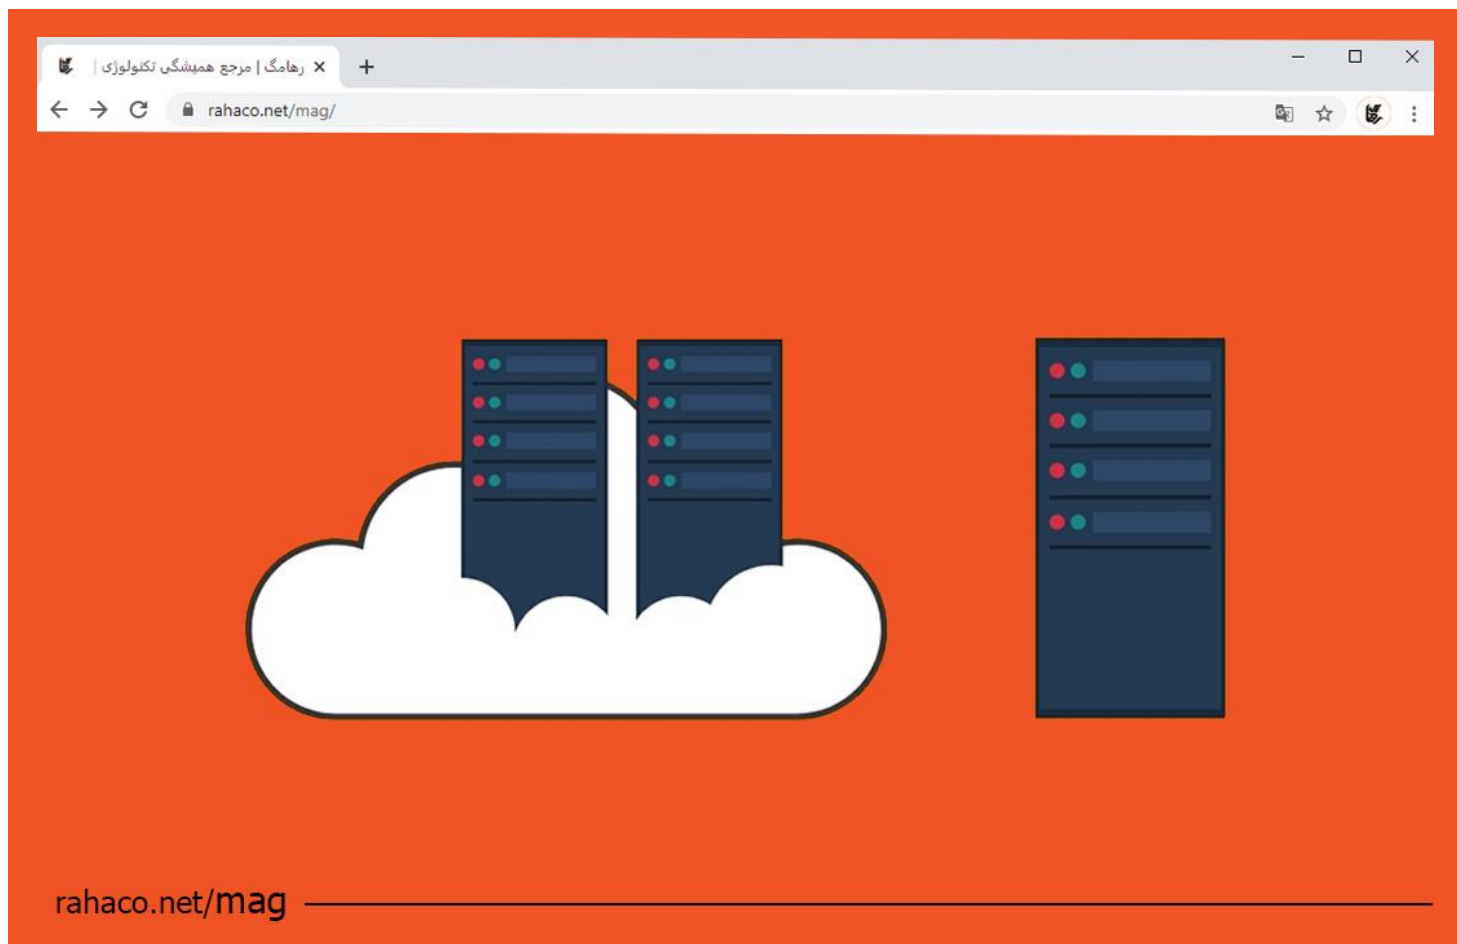 رهامگ | مرجع همیشگی تکنولوژی |
rahaco.net/mag/
rahaco.net/mag